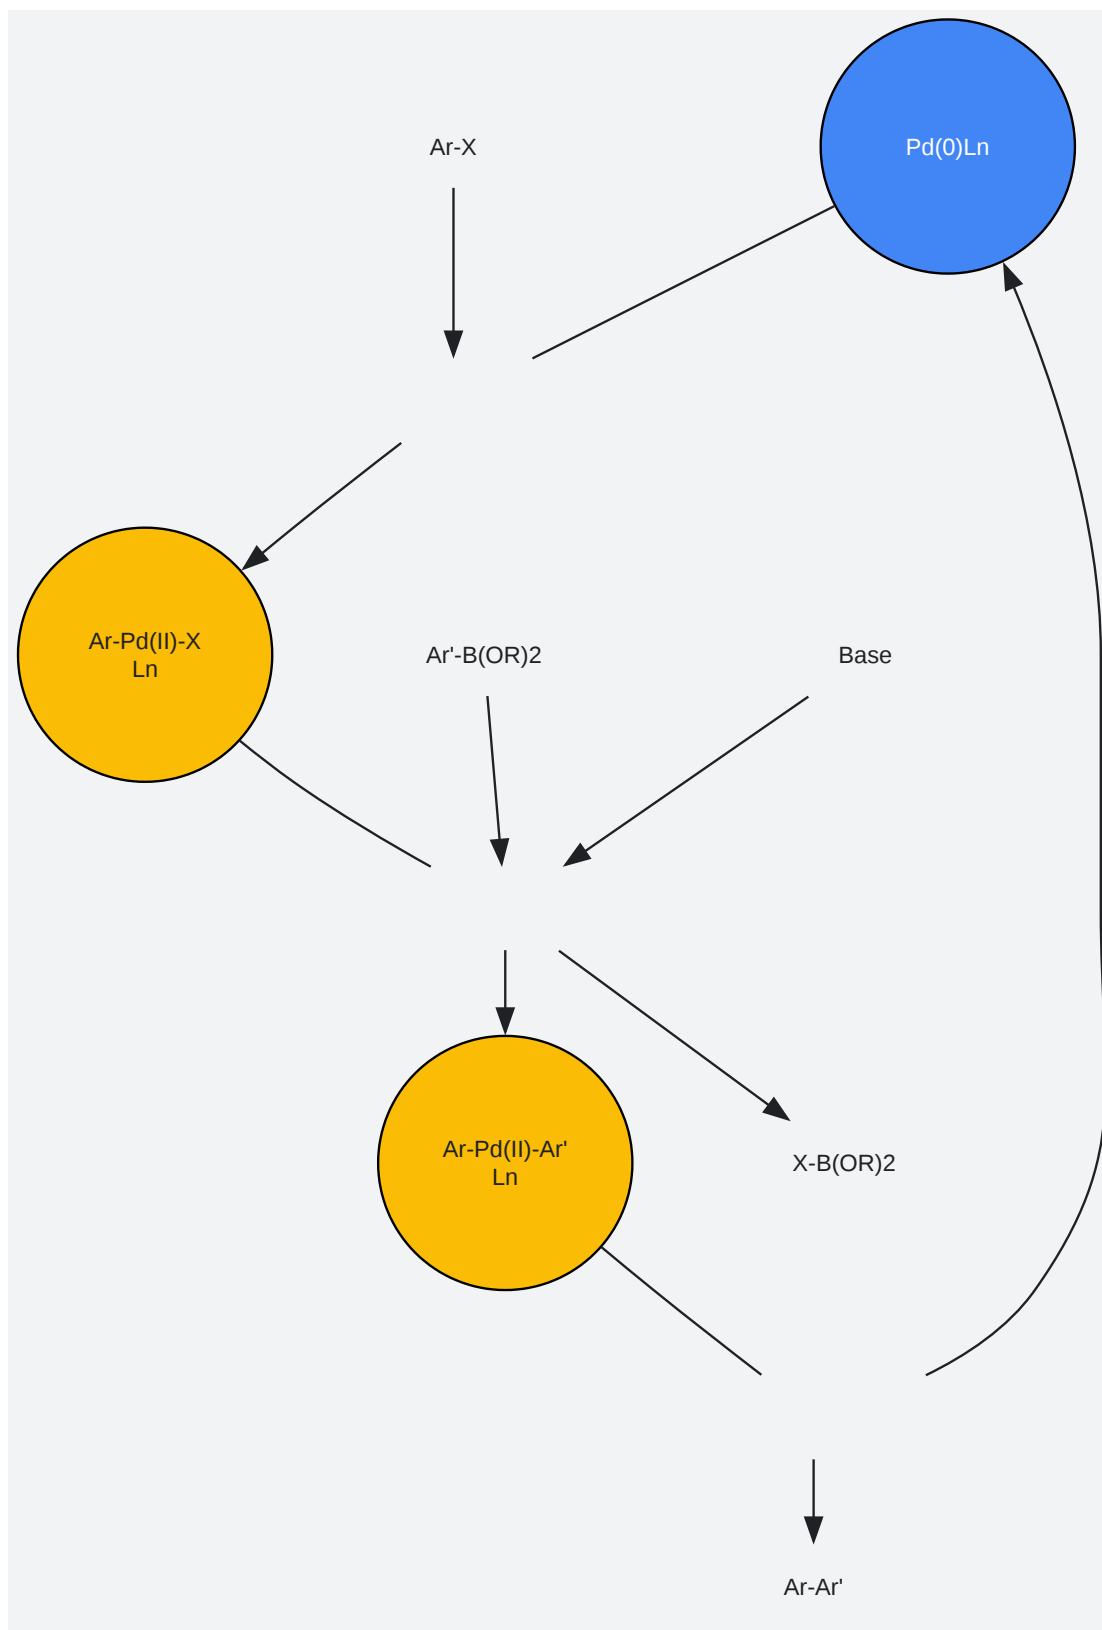 Ar-X
Pd(0)Ln
Ar-Pd(II)-X
Ln
Ar'-B(OR)2
Base
Ar-Pd(II)-Ar'
Ln
X-B(OR)2
Ar-Ar'